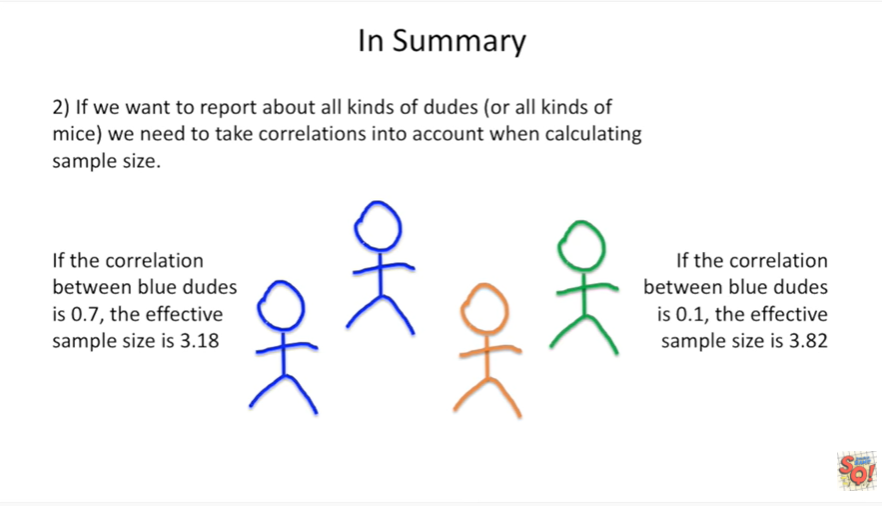 In Summary
2) If we want to report about all kinds of dudes (or all kinds of
mice) we need to take correlations into account when calculating
sample size.
If the correlation
between blue dudes
is 0.7, the effective
sample size is 3.18
If the correlation
between blue dudes
is 0.1, the effective
sample size is 3.82
SQ!